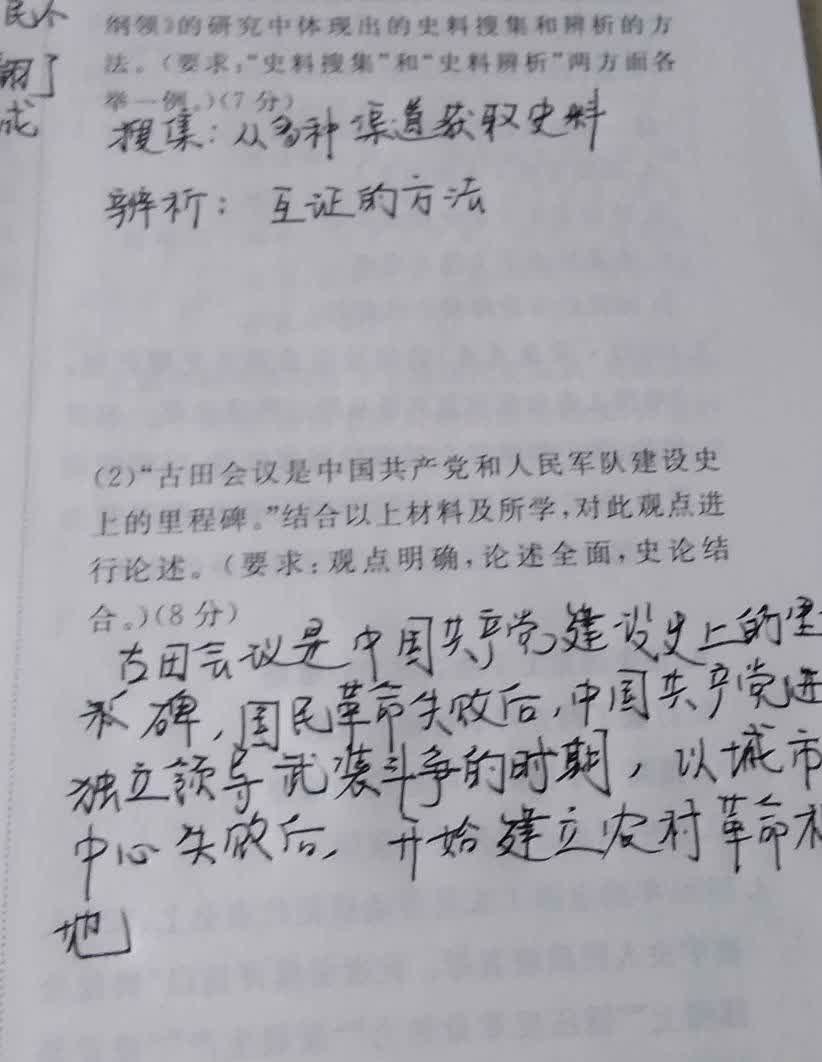 民个
纲领》的研究中体现出的史料搜集和辨析的方
法。(要求:“史料搜集”和“史料辨析”两方面各
成
举一例。)(7分)
搜集:从多种渠道获取史料
辨析:互证的方法
(2)“古田会议是中国共产党和人民军队建设史
上的里程碑。”结合以上材料及所学,对此观点进
行论述。(要求:观点明确,论述全面,史论结
合。)(8分)
古田会议是中国共产党建设史上的里
碑,国民革命失败后,中国共产党进
独立领导武装斗争的时期,以城市
中心失败后,开始建立农村革命
地